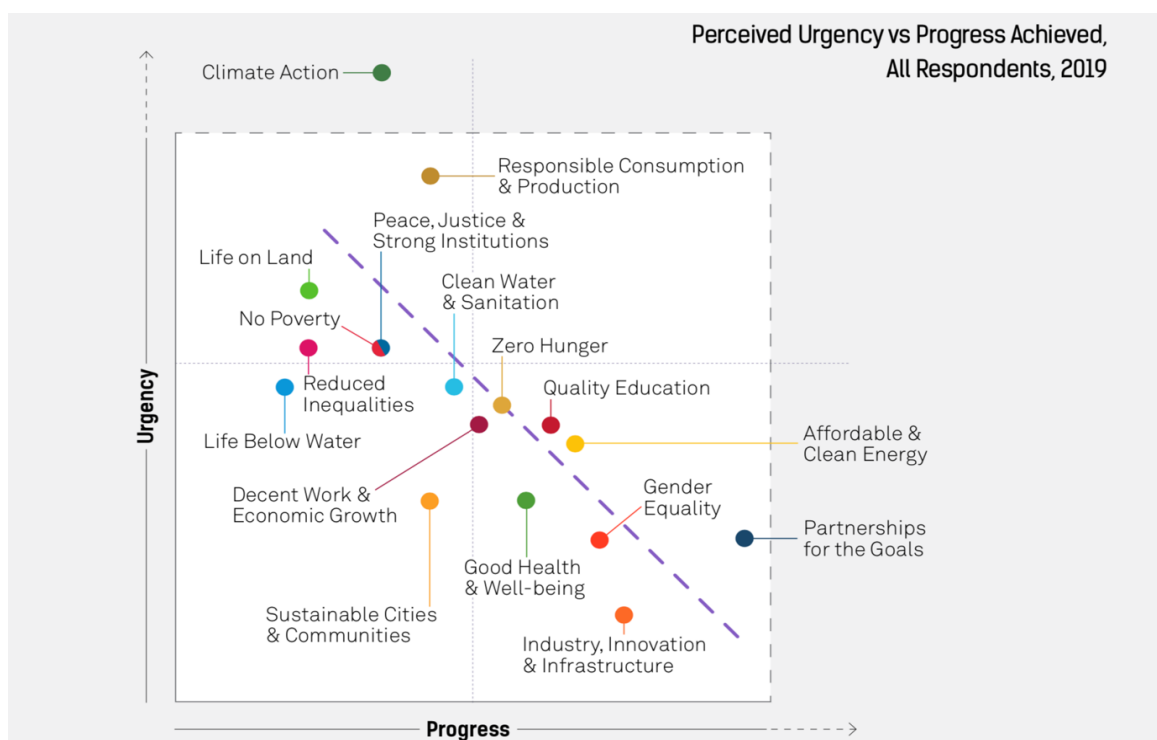 Perceived Urgency vs Progress Achieved,
All Respondents, 2019
Climate Action
Responsible Consumption
& Production
Peace, Justice &
Strong Institutions
Life on Land
Clean Water
& Sanitation
No Poverty
Zero Hunger
Reduced
Inequalities
Quality Education
Urgency
Life Below Water
Affordable &
Clean Energy
Decent Work &
Economic Growth
Gender
Equality
Partnerships
for the Goals
Good Health
& Well-being
Sustainable Cities
& Communities
Industry, Innovation
& Infrastructure
Progress